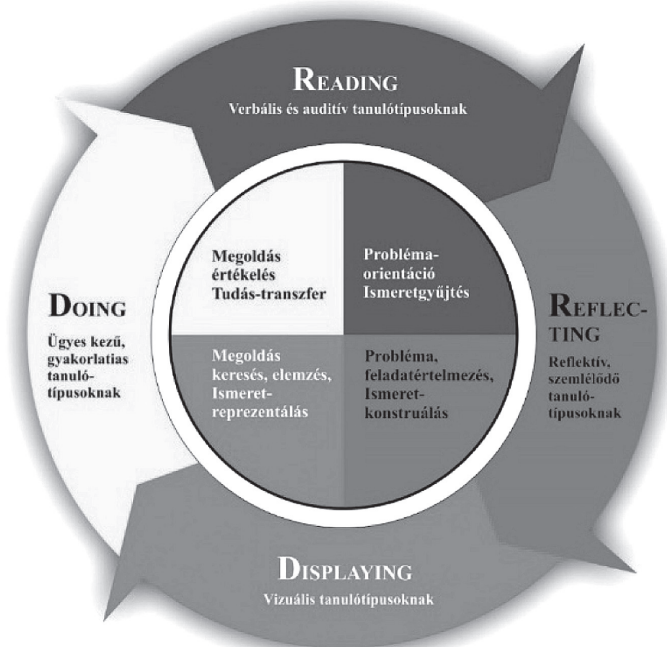 READING
Verbális és auditív tanulótípusoknak
Megoldás
értékelés
Tudás-transzfer
Probléma-
orientáció
Ismeretgyűjtés
DOING
Ügyes kezű,
gyakorlatias
tanuló-
típusoknak
REFLEC-
TING
Reflektív,
szemlélődő
tanuló-
típusoknak
Megoldás
keresés, elemzés,
Ismeret-
reprezentálás
Probléma,
feladatértelmezés,
Ismeret-
konstruálás
DISPLAYING
Vizuális tanulótípusoknak